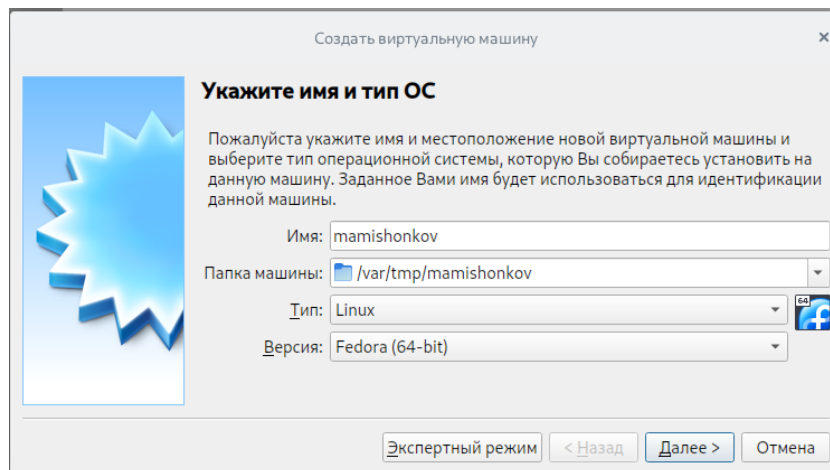 Создать виртуальную машину
Укажите имя и тип ОС
Пожалуйста укажите имя и местоположение новой виртуальной машины и
выберите тип операционной системы, которую Вы собираетесь установить на
данную машину. Заданное Вами имя будет использоваться для идентификации
данной машины.
Имя: mamishonkov
Папка машины: /var/tmp/mamishonkov
Тип: Linux
64
Версия: Fedora (64-bit)
Экспертный режим < Назад Далее > Отмена